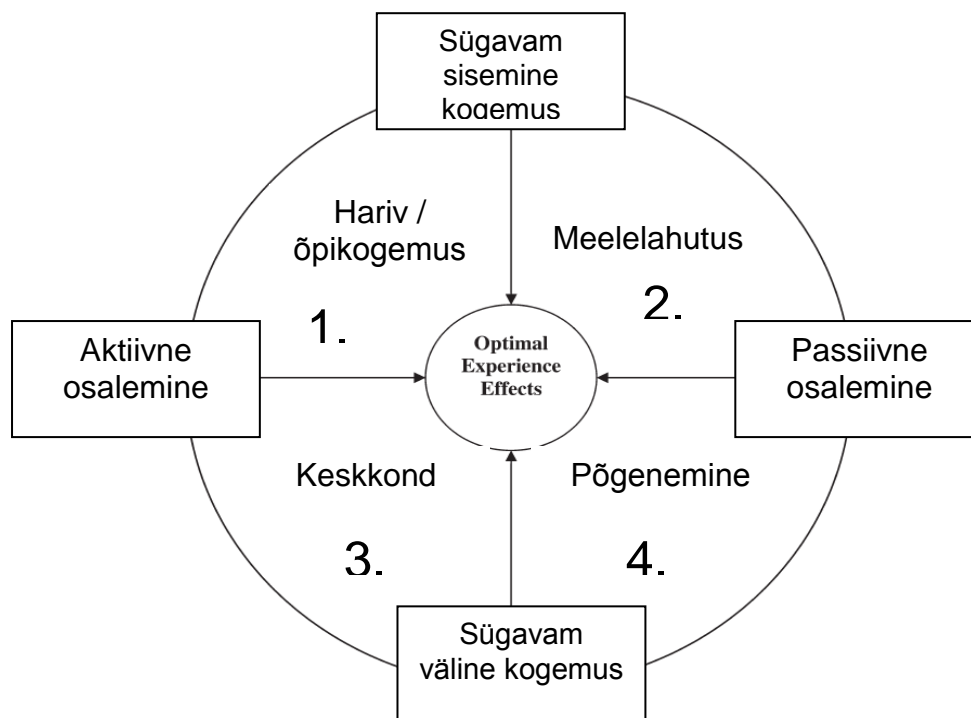 Sügavam
sisemine
kogemus
Hariv /
õpikogemus
Meelelahutus
1.
2.
Aktiivne
osalemine
Optimal
Experience
Effects
Passiivne
osalemine
Keskkond
Põgenemine
3.
4.
Sügavam
väline kogemus